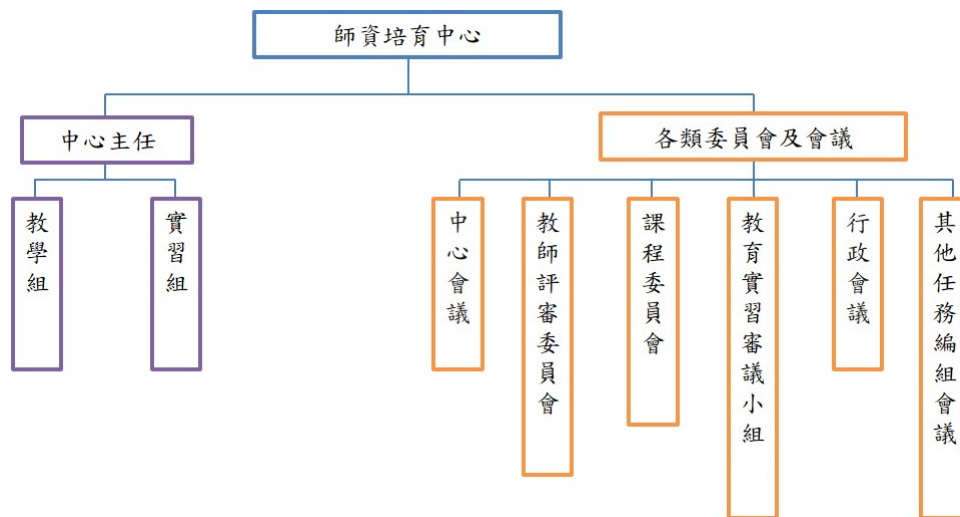 師資培育中心
中心主任
各類委員會及會議
教學組
實習組
中心會議
教師評審委員會
課程委員會
教育實習審議小組
行政會議
其他任務編組會議